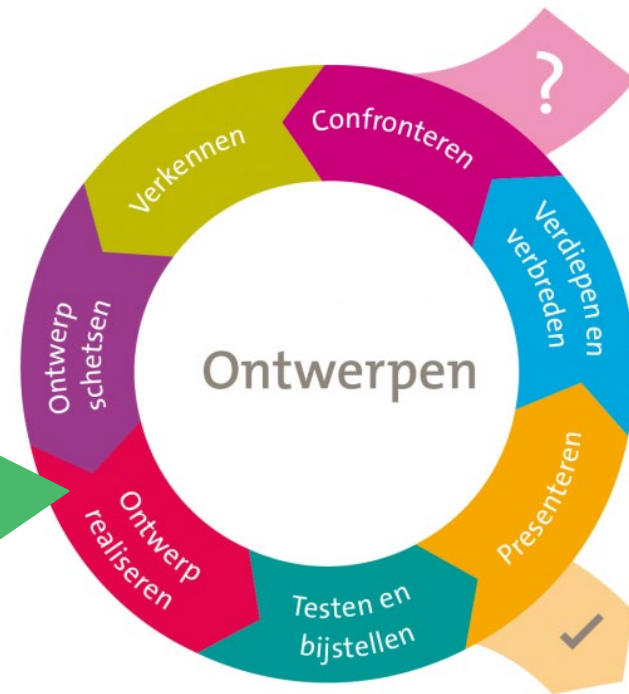 ?
Confronteren
Verkennen
Ontwerp
schetsen
Ontwerp
realiseren
Testen en
bijstellen
Presenteren
Verdiepen en
verbreden
Ontwerpen